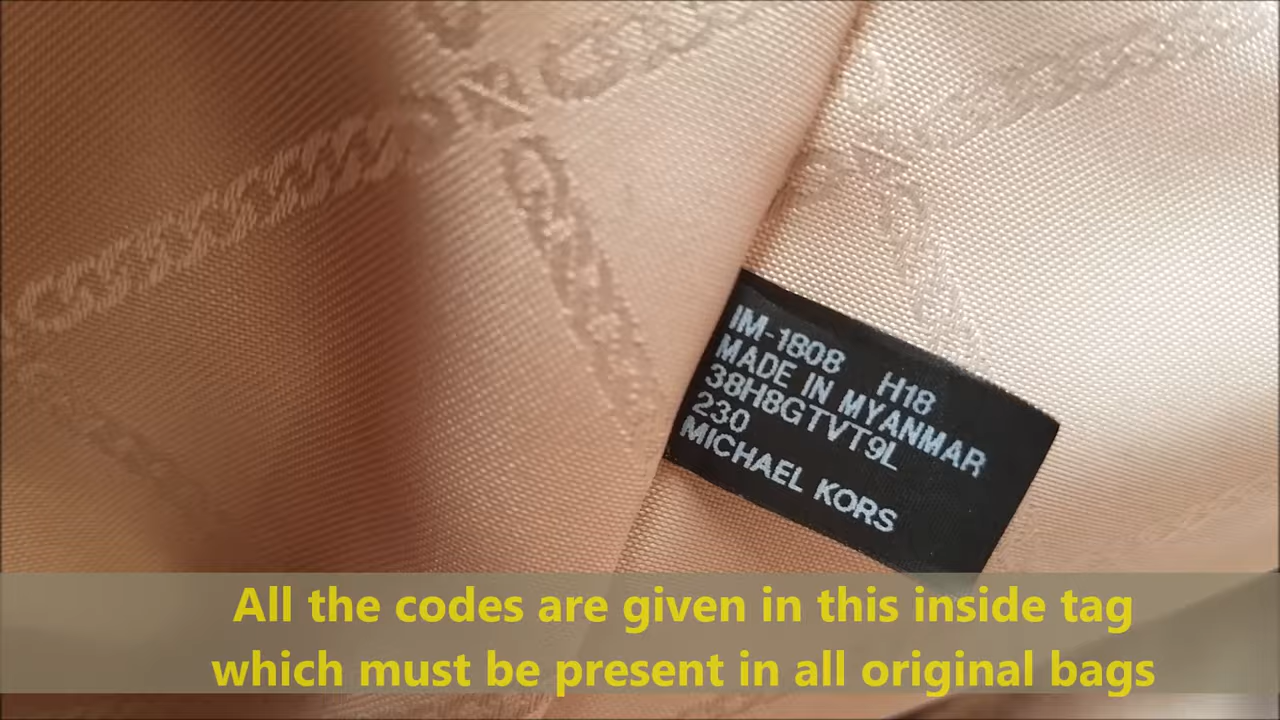 IM-1808 H18
MADE IN MYANMAR
38H8GTVT9L
230
MICHAEL KORS
All the codes are given in this inside tag
which must be present in all original bags